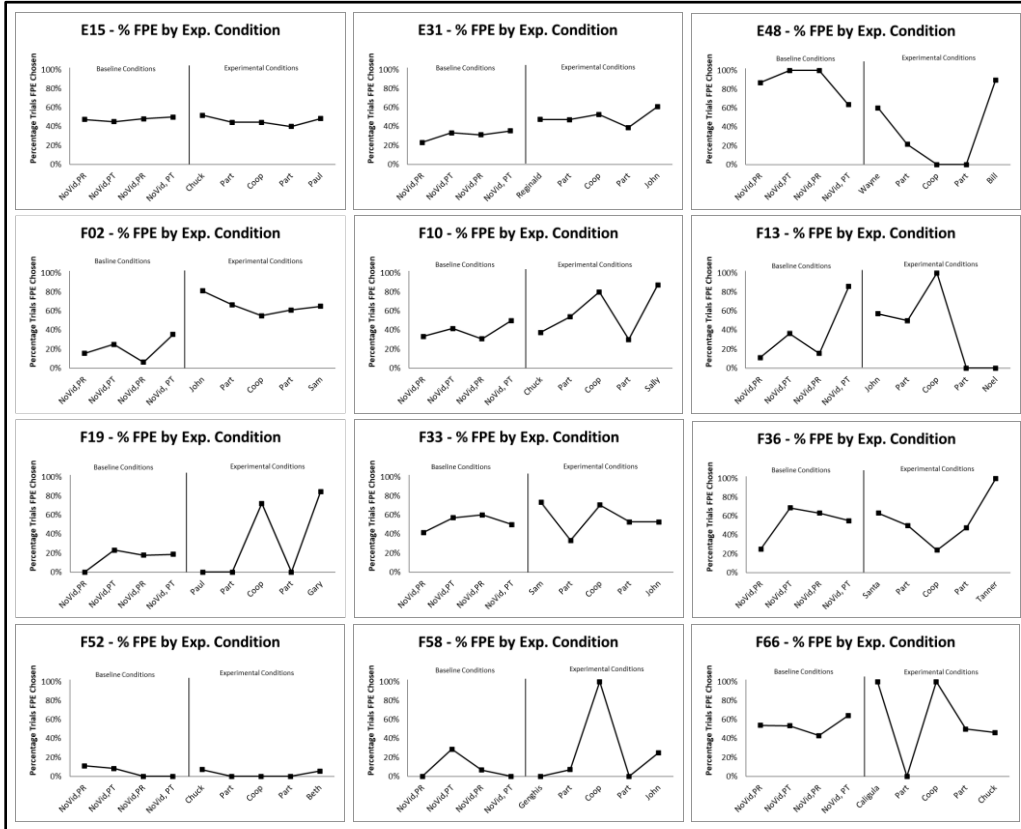 E15 - % FPE by Exp. Condition
Baseline Conditions Experimental Conditions
Percentage Trials FPE Chosen
100%
80%
60%
40%
20%
0%
NoVid,PR NoVid,PT NoVid,PR NoVid, PT Chuck Part Coop Part Paul
E31 - % FPE by Exp. Condition
Baseline Conditions Experimental Conditions
Percentage Trials FPE Chosen
100%
80%
60%
40%
20%
0%
NoVid,PR NoVid,PT NoVid,PR NoVid, PT Reginald Part Coop Part John
E48 - % FPE by Exp. Condition
Baseline Conditions Experimental Conditions
Percentage Trials FPE Chosen
100%
80%
60%
40%
20%
0%
NoVid,PR NoVid,PT NoVid,PR NoVid, PT Wayne Part Coop Part Bill
F02 - % FPE by Exp. Condition
Basline Conditions Experimental Conditions
Percentage Trials FPE Chosen
100%
80%
60%
40%
20%
0%
NoVid,PR NoVid,PT NoVid,PR NoVid, PT John Part Coop Part Sam
F10 - % FPE by Exp. Condition
Baseline Conditions Experimental Conditions
Percentage Trials FPE Chosen
100%
80%
60%
40%
20%
0%
NoVid,PR NoVid,PT NoVid,PR NoVid, PT Chuck Part Coop Part Sally
F13 - % FPE by Exp. Condition
Baseline Conditions Experimental Conditions
Percentage Trials FPE Chosen
100%
80%
60%
40%
20%
0%
NoVid,PR NoVid,PT NoVid,PR NoVid, PT John Part Coop Part Noel
F19 - % FPE by Exp. Condition
Baseline Conditions Experimental Conditions
Percentage Trials FPE Chosen
100%
80%
60%
40%
20%
0%
NoVid,PR NoVid,PT NoVid,PR NoVid, PT Paul Part Coop Part Gary
F33 - % FPE by Exp. Condition
Baseline Conditions Experimental Conditions
Percentage Trials FPE Chosen
100%
80%
60%
40%
20%
0%
NoVid,PR NoVid,PT NoVid,PR NoVid, PT Sam Part Coop Part John
F36 - % FPE by Exp. Condition
Baseline Conditions Experimental Conditions
Percentage Trials FPE Chosen
100%
80%
60%
40%
20%
0%
NoVid,PR NoVid,PT NoVid,PR NoVid, PT Santa Part Coop Part Tanner
F52 - % FPE by Exp. Condition
Baseline Conditions Experimental Conditions
Percentage Trials FPE Chosen
100%
80%
60%
40%
20%
0%
NoVid,PR NoVid,PT NoVid,PR NoVid, PT Chuck Part Coop Part Beth
F58 - % FPE by Exp. Condition
Baseline Conditions Experimental Conditions
Percentage Trials FPE Chosen
100%
80%
60%
40%
20%
0%
NoVid,PR NoVid,PT NoVid,PR NoVid, PT Genghis Part Coop Part John
F66 - % FPE by Exp. Condition
Baseline Conditions Experimental Conditions
Percentage Trials FPE Chosen
100%
80%
60%
40%
20%
0%
NoVid,PR NoVid,PT NoVid,PR NoVid, PT Caligula Part Coop Part Chuck